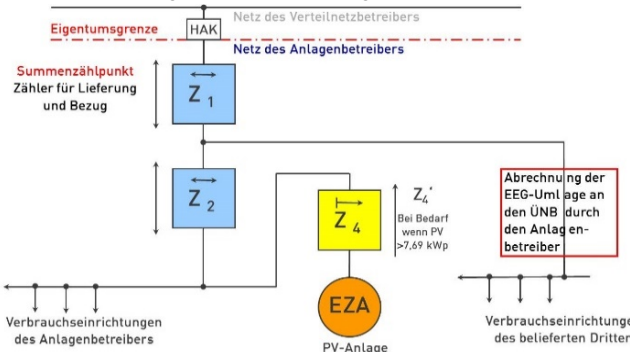 Netz des Verteilnetzbetreibers
Eigentumsgrenze
HAK
Netz des Anlagenbetreibers
Summenzählpunkt
Zähler für Lieferung
und Bezug
Z 1
Z 2
Z 4
Z4*
Bei Bedarf
wenn PV
>7,69 kWp
Abrechnung der
EEG-Umlage an
den ÜNB durch
den Anlagen-
betreiber
EZA
PV-Anlage
Verbrauchseinrichtungen
des Anlagenbetreibers
Verbrauchseinrichtunge
des belieferten Dritten